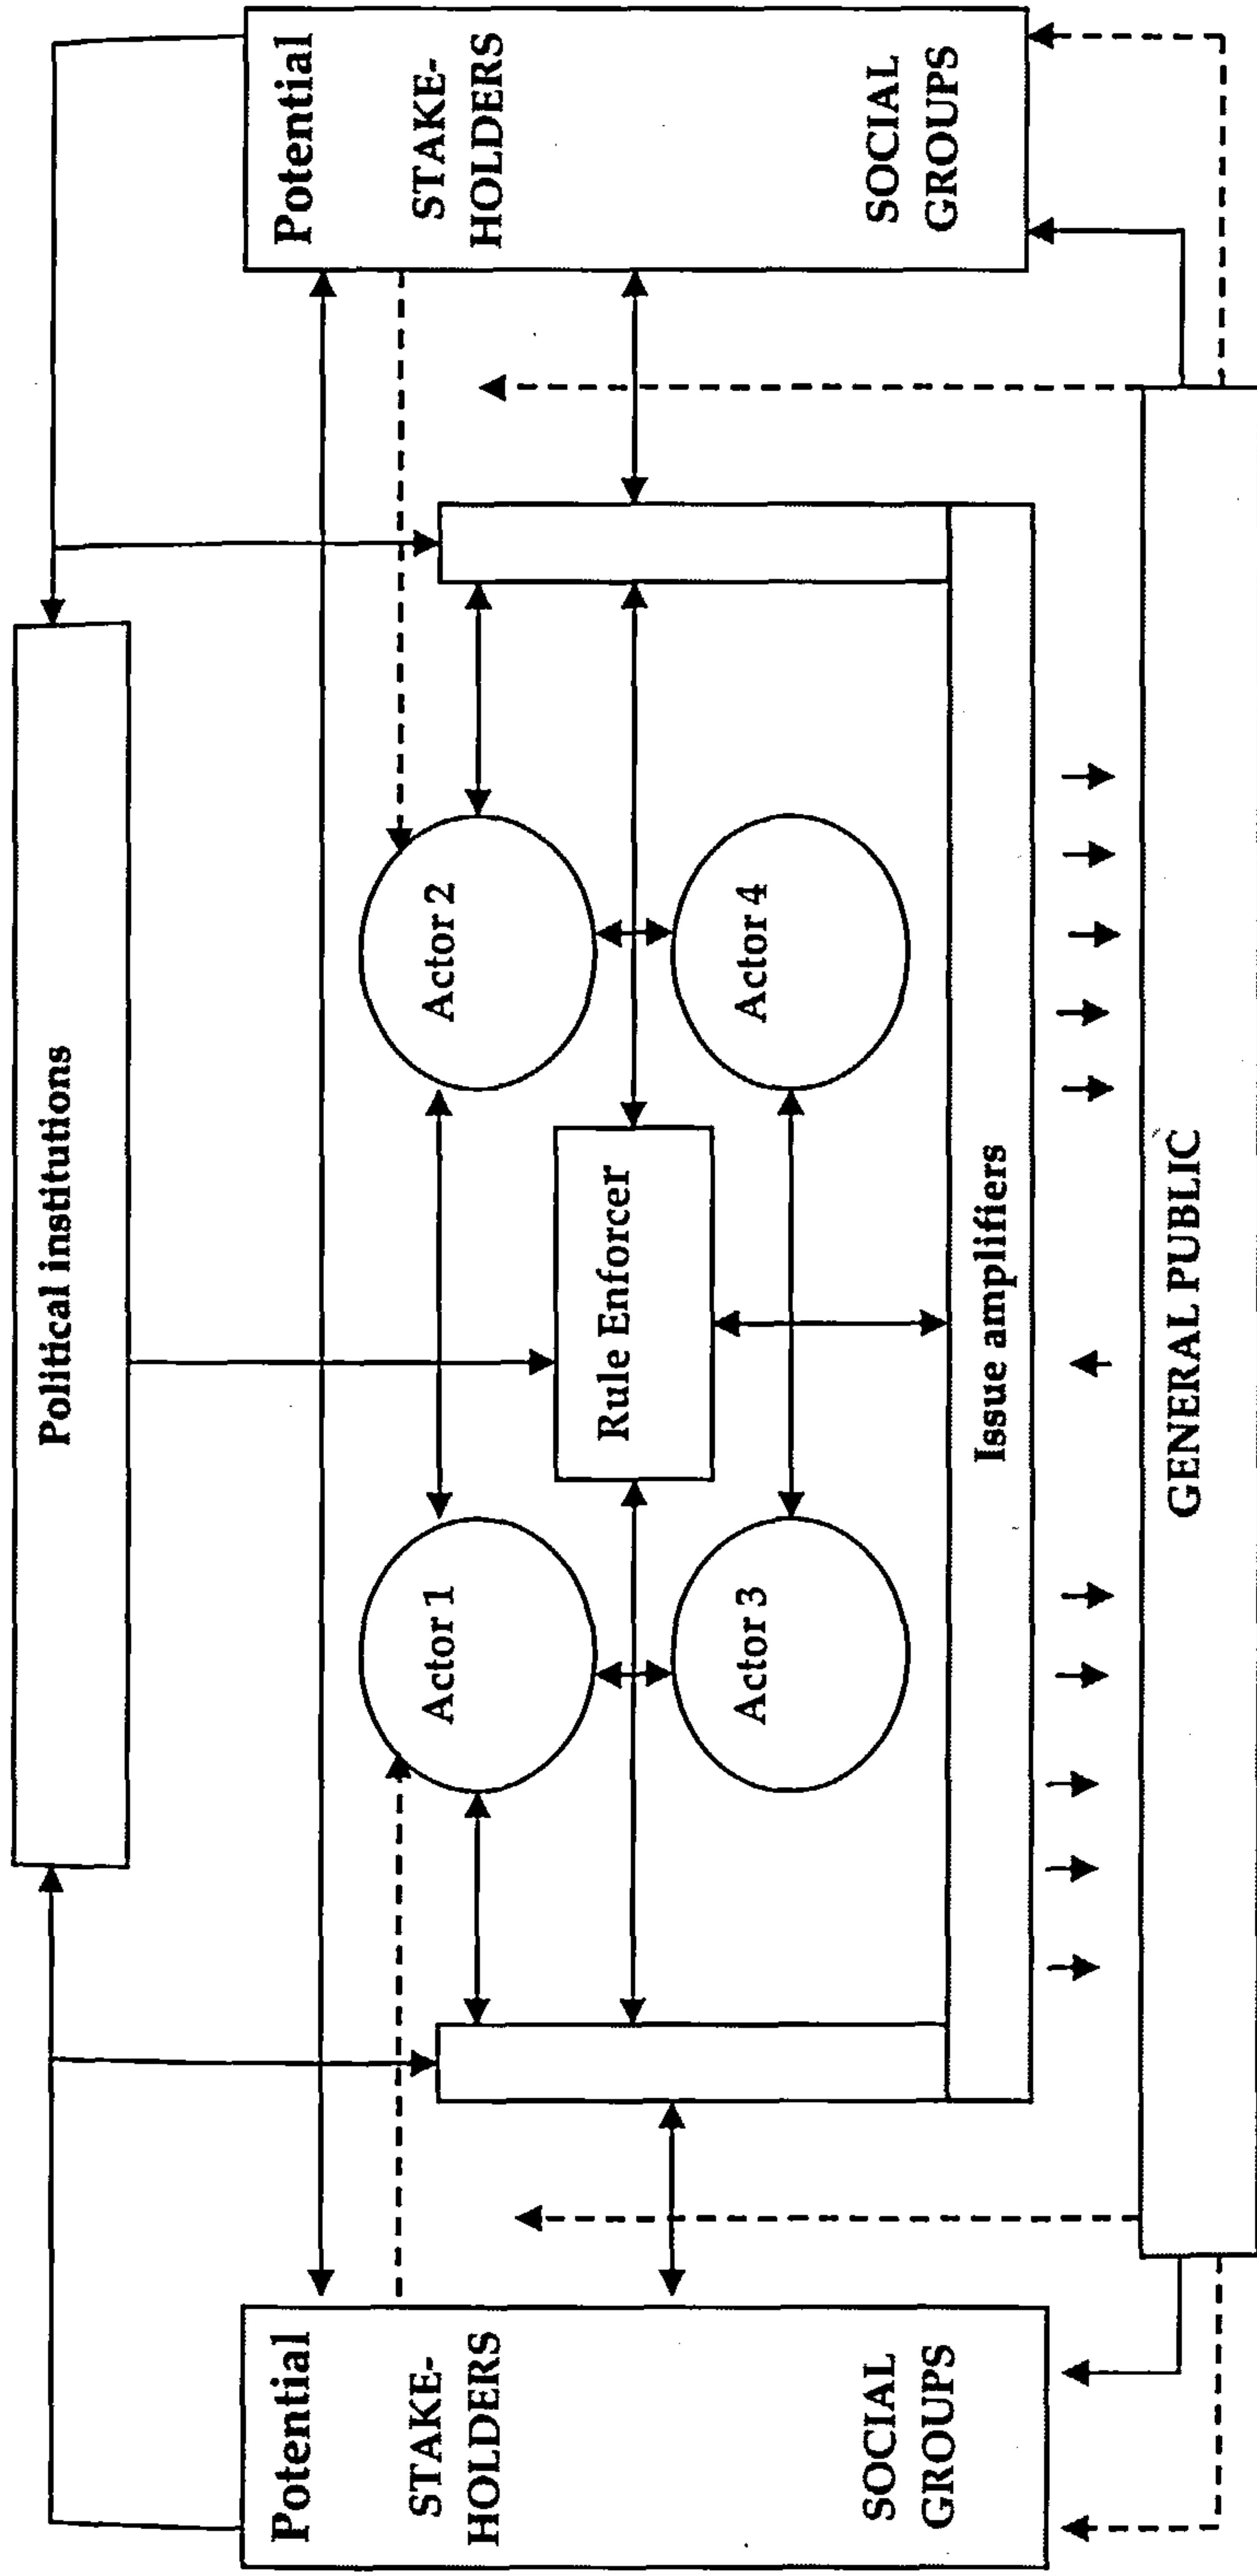 Political institutions
Potential
STAKE-
HOLDERS
SOCIAL
GROUPS
Actor 1
Actor 2
Rule Enforcer
Actor 3
Actor 4
Issue amplifiers
Potential
STAKE-
HOLDERS
SOCIAL
GROUPS
GENERAL PUBLIC